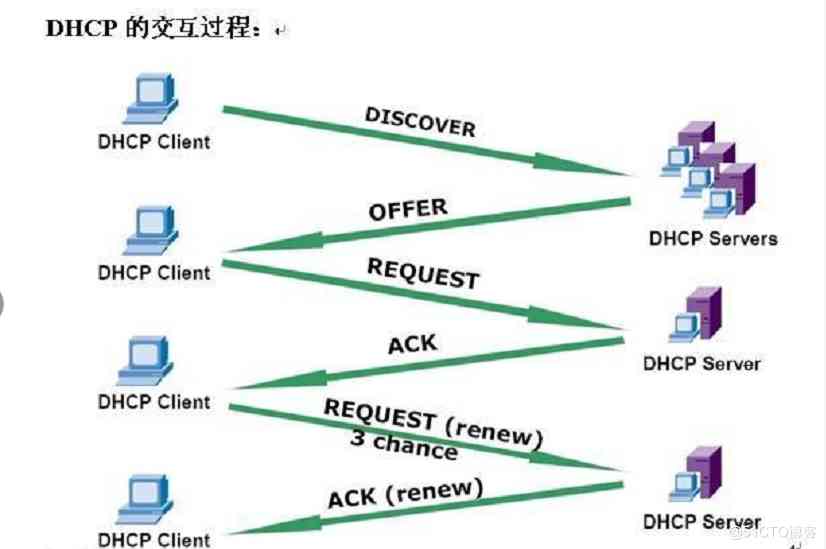 DHCP 的交互过程:
DHCP Client
DISCOVER
DHCP Servers
OFFER
DHCP Client
REQUEST
DHCP Server
ACK
DHCP Client
REQUEST (renew)
3 chance
DHCP Server
ACK (renew)
DHCP Client
@51CTO博客